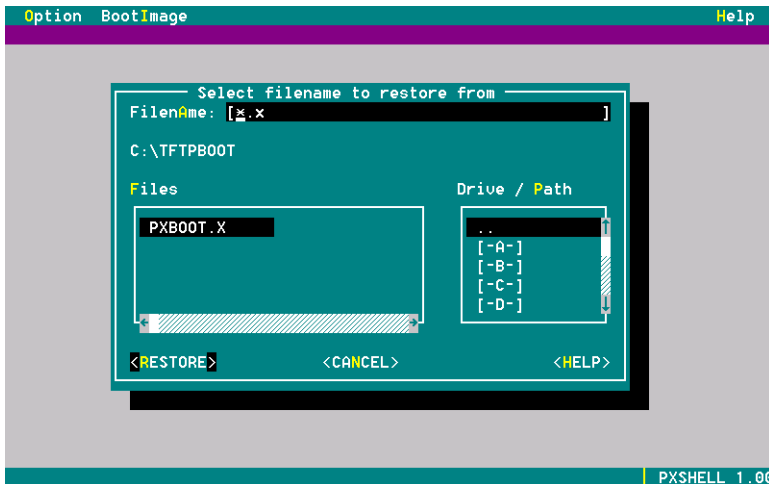 Option BootImage Help
Select filename to restore from
FilenAme: [*.x ]
C:\TFTPBOOT
Files Drive / Path
PXBOOT.X ..
[-A-]
[-B-]
[-C-]
[-D-]
<RESTORE> <CANCEL> <HELP>
PXSHELL 1.00